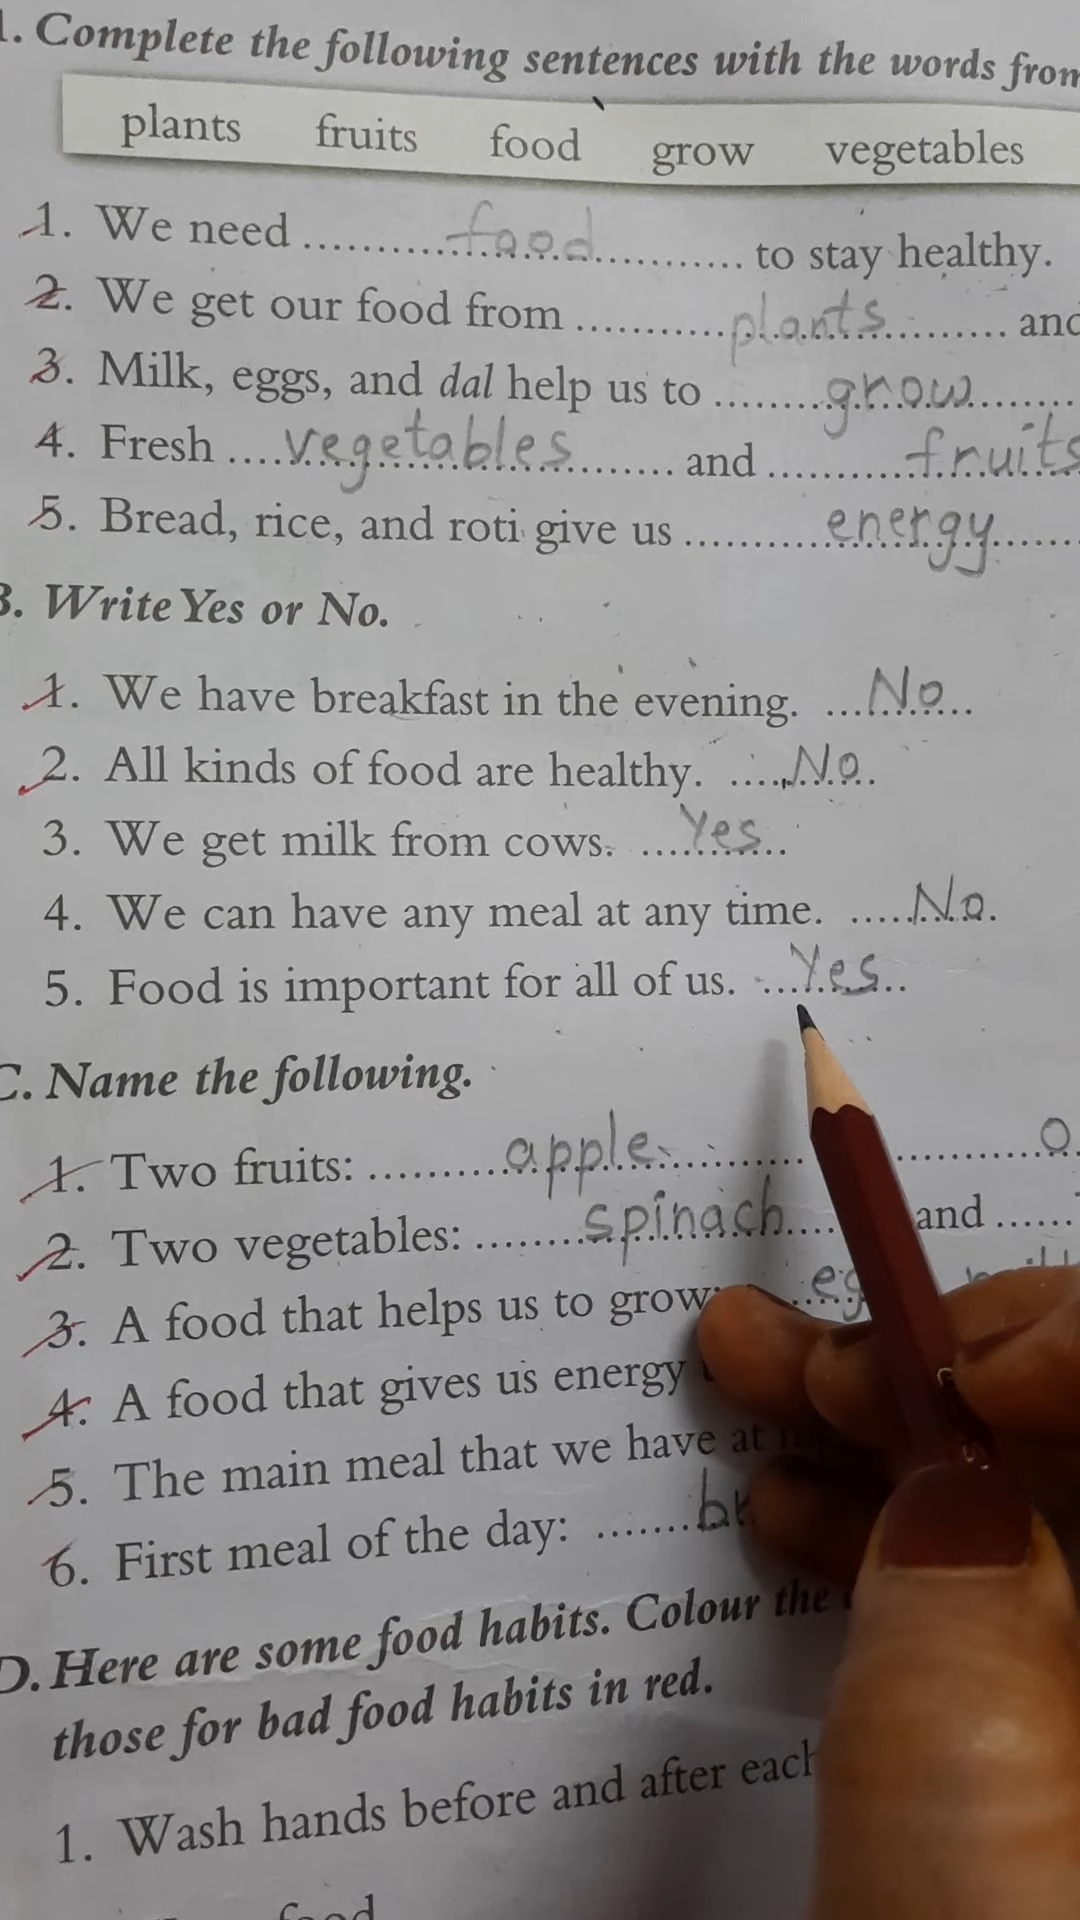 1. Complete the following sentences with the words from
plants fruits food grow vegetables
1. We need ........ food ........ to stay healthy.
2. We get our food from ........ plants ........ and
3. Milk, eggs, and dal help us to ........ grow ........
4. Fresh .... vegetables ........ and ........ fruits
5. Bread, rice, and roti give us ........ energy ........
B. Write Yes or No.
1. We have breakfast in the evening. ... No ...
2. All kinds of food are healthy. .... No ..
3. We get milk from cows. .... Yes ...
4. We can have any meal at any time. ..... No.
5. Food is important for all of us. .... Yes ..
C. Name the following.
1. Two fruits: ........ apple ........ o
2. Two vegetables: ........ spinach .... and ......
3. A food that helps us to grow: .... eg
4. A food that gives us energy
5. The main meal that we have at
6. First meal of the day: ....... br
D. Here are some food habits. Colour the
those for bad food habits in red.
1. Wash hands before and after each
food